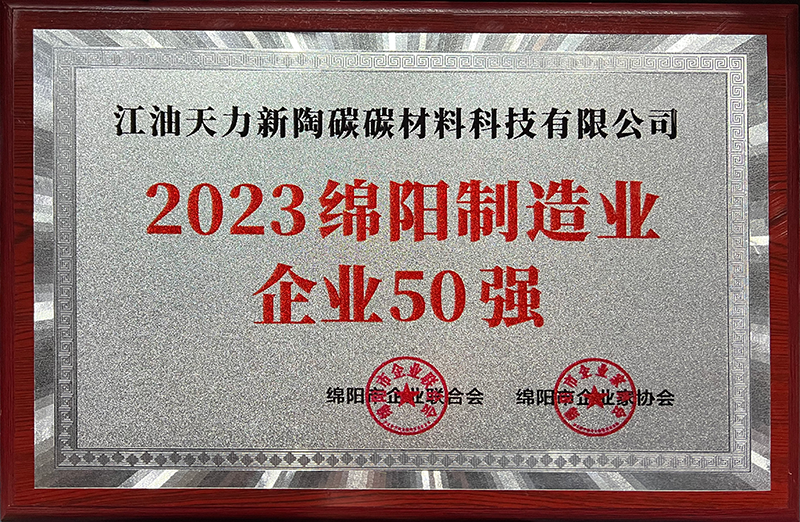 江油天力新陶碳碳材料科技有限公司
2023绵阳制造业
企业50强
绵阳市企业联合会 绵阳市企业家协会